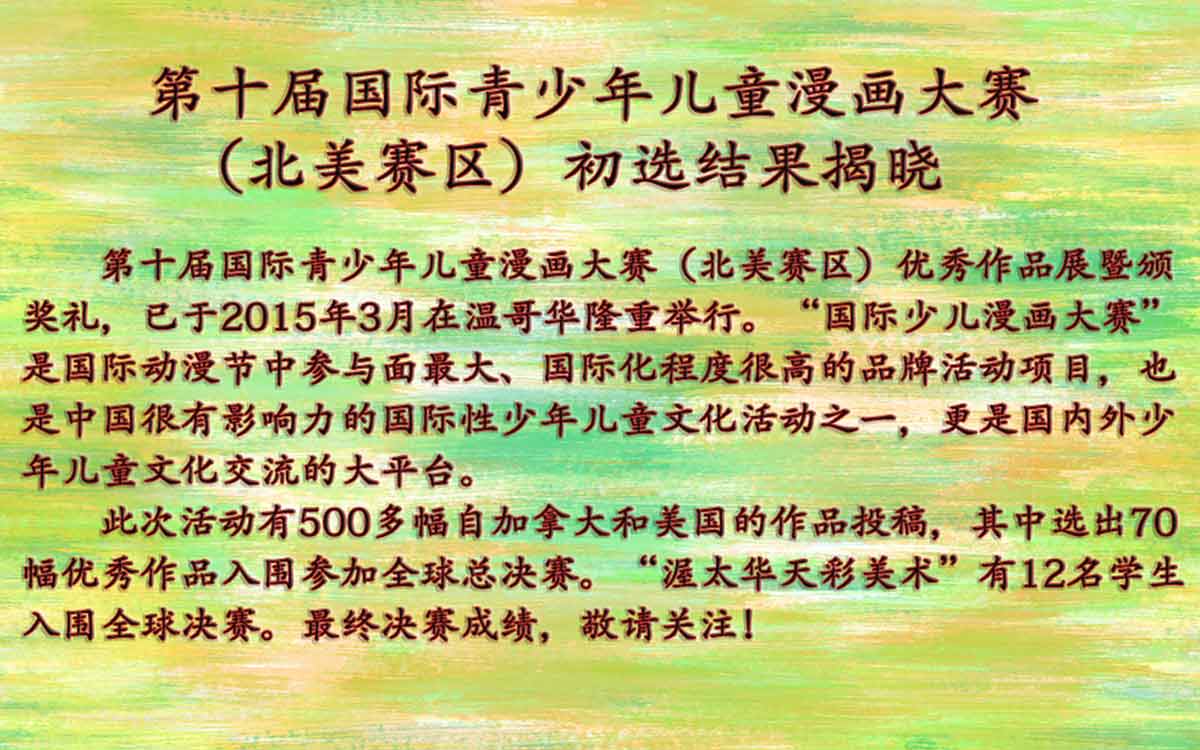 第十届国际青少年儿童漫画大赛
（北美赛区）初选结果揭晓
第十届国际青少年儿童漫画大赛（北美赛区）优秀作品展暨颁
奖礼，已于2015年3月在温哥华隆重举行。“国际少儿漫画大赛”
是国际动漫节中参与面最大、国际化程度很高的品牌活动项目，也
是中国很有影响力的国际性少年儿童文化活动之一，更是国内外少
年儿童文化交流的大平台。
此次活动有500多幅自加拿大和美国的作品投稿，其中选出70
幅优秀作品入围参加全球总决赛。“渥太华天彩美术”有12名学生
入围全球决赛。最终决赛成绩，敬请关注！